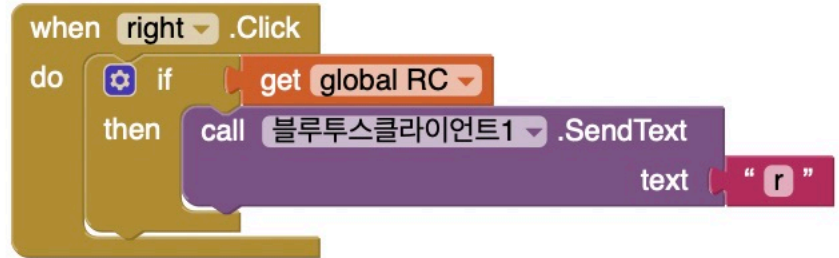 when right .Click
do if get global RC
then call 블루투스클라이언트1 .SendText
text “ r ”